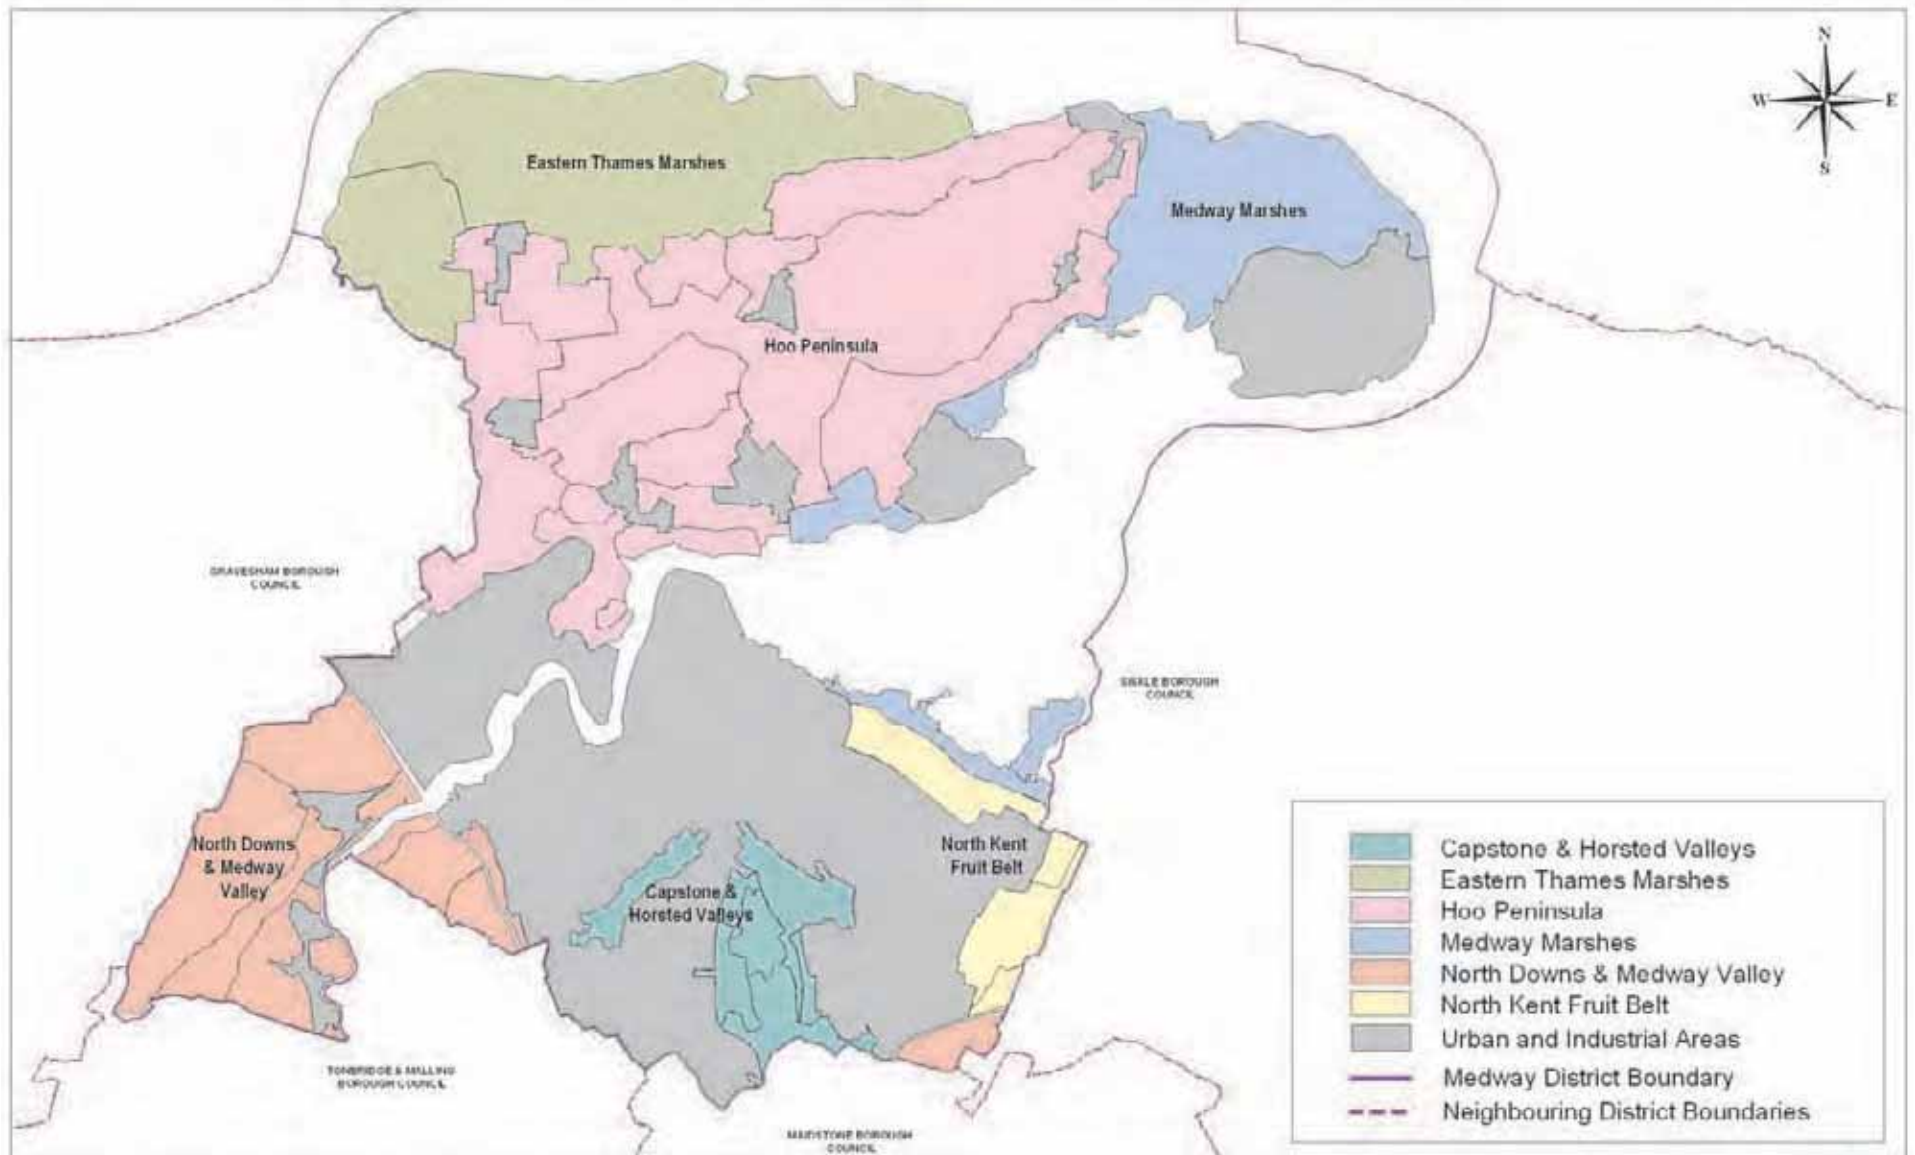 N
W E
S
Eastern Thames Marshes
Medway Marshes
Hoo Peninsula
GRAVESHAM BOROUGH
COUNCIL
SWALE BOROUGH
COUNCIL
North Downs
& Medway
Valley
North Kent
Fruit Belt
Capstone &
Horsted Valleys
TONBRIDGE & MALLING
BOROUGH COUNCIL
MAIDSTONE BOROUGH
COUNCIL
Capstone & Horsted Valleys
Eastern Thames Marshes
Hoo Peninsula
Medway Marshes
North Downs & Medway Valley
North Kent Fruit Belt
Urban and Industrial Areas
Medway District Boundary
Neighbouring District Boundaries